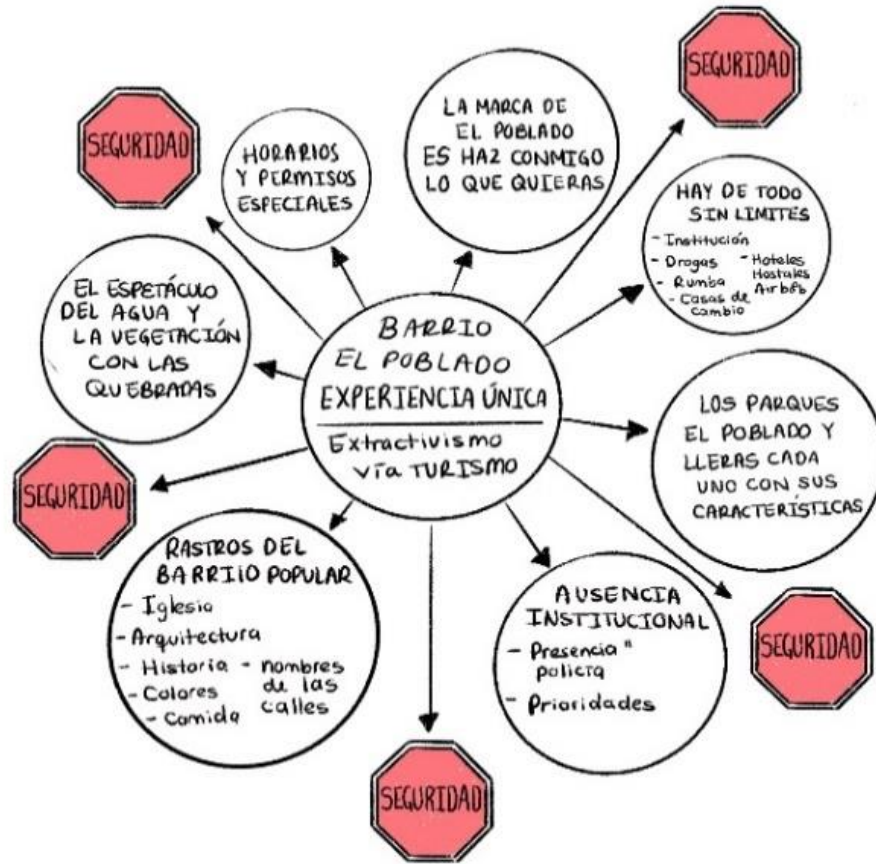 SEGURIDAD
SEGURIDAD
LA MARCA DE
EL POBLADO
ES HAZ CONMIGO
LO QUE QUIERAS
HORARIOS
Y PERMISOS
ESPECIALES
HAY DE TODO
SIN LIMITES
- Institución
- Drogas
- Rumba
- Casas de
cambio
- Hoteles
Hostales
Airbnb
EL ESPETÁCULO
DEL AGUA Y
LA VEGETACIÓN
CON LAS
QUEBRADAS
BARRIO
EL POBLADO
EXPERIENCIA ÚNICA
Extractivismo
vía TURISMO
LOS PARQUES
EL POBLADO Y
LLERAS CADA
UNO CON SUS
CARACTERÍSTICAS
SEGURIDAD
RASTROS DEL
BARRIIO POPULAR
- Iglesia
- Arquitectura
- Historia
- Colores
- Comida
- nombres
de las
calles
AUSENCIA
INSTITUCIONAL
- Presencia "
policía
- Prioridades
SEGURIDAD
SEGURIDAD